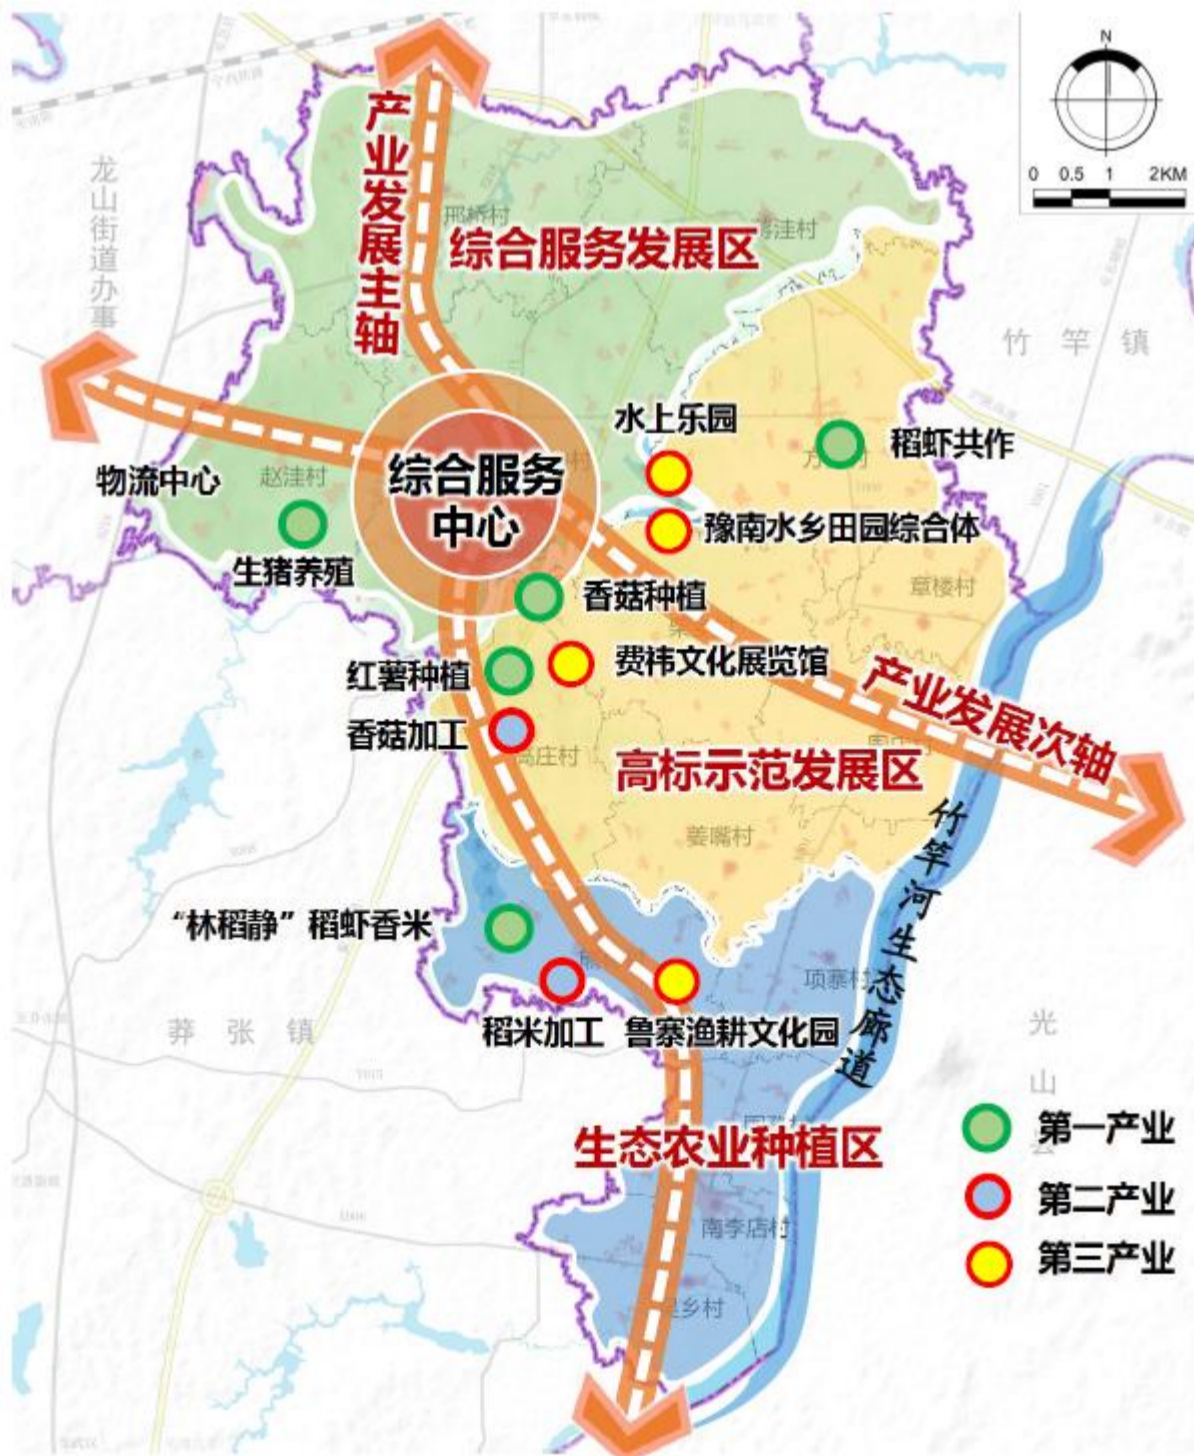 N
0 0.5 1 2KM
产业发展主轴
龙山街道办事
邢桥村
综合服务发展区
竹竿镇
水上乐园
稻虾共作
综合服务
中心
物流中心
赵洼村
豫南水乡田园综合体
生猪养殖
章楼村
香菇种植
费祎文化展览馆
红薯种植
产业发展次轴
香菇加工
高庄村
高标示范发展区
姜嘴村
竹竿河生态廊道
“林稻静”稻虾香米
项寨村
稻米加工
鲁寨渔耕文化园
莽张镇
光山
第一产业
生态农业种植区
第二产业
南李店村
第三产业